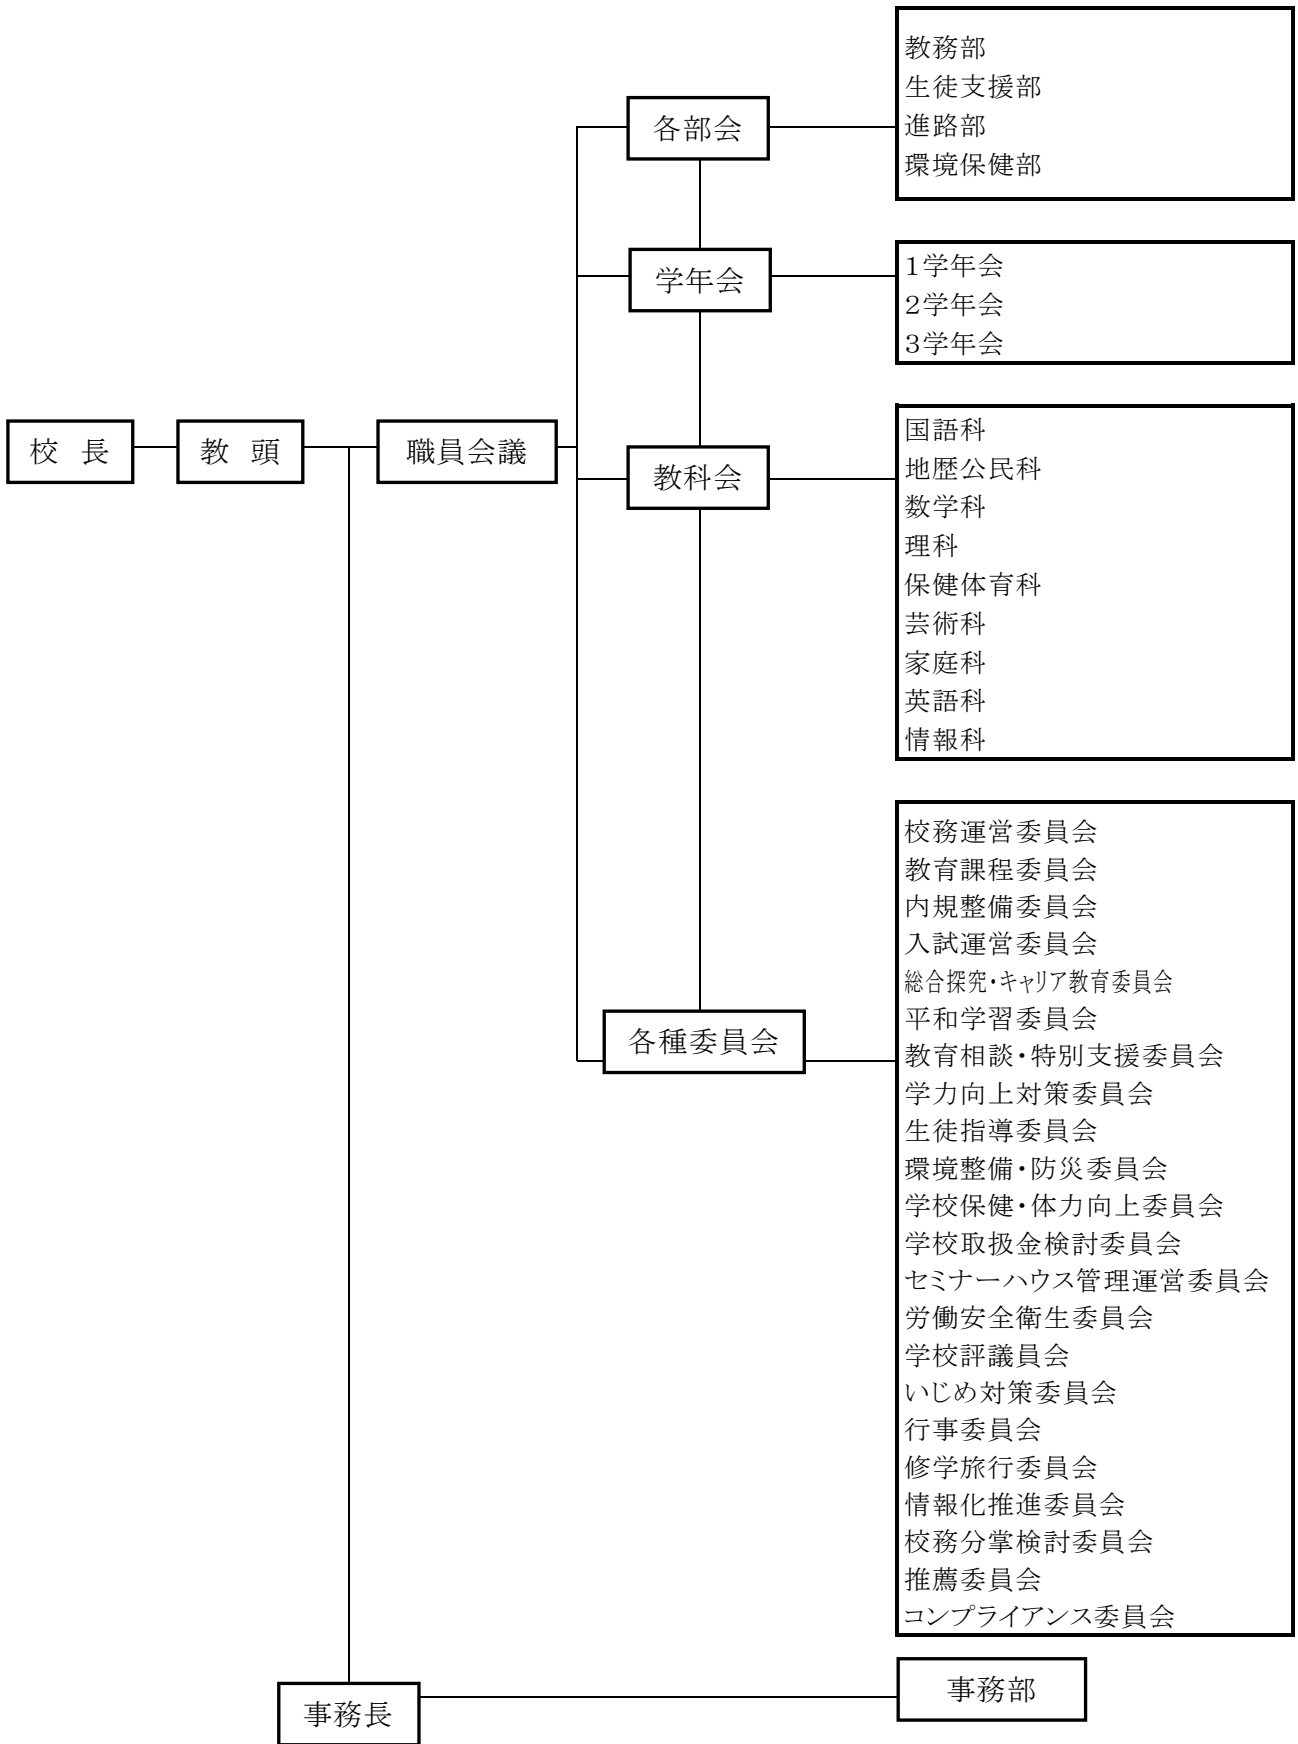 教務部
生徒支援部
進路部
環境保健部
各部会
学年会
1学年会
2学年会
3学年会
校 長
教 頭
職員会議
教科会
国語科
地歴公民科
数学科
理科
保健体育科
芸術科
家庭科
英語科
情報科
各種委員会
校務運営委員会
教育課程委員会
内規整備委員会
入試運営委員会
総合探究・キャリア教育委員会
平和学習委員会
教育相談・特別支援委員会
学力向上対策委員会
生徒指導委員会
環境整備・防災委員会
学校保健・体力向上委員会
学校取扱金検討委員会
セミナーハウス管理運営委員会
労働安全衛生委員会
学校評議員会
いじめ対策委員会
行事委員会
修学旅行委員会
情報化推進委員会
校務分掌検討委員会
推薦委員会
コンプライアンス委員会
事務長
事務部